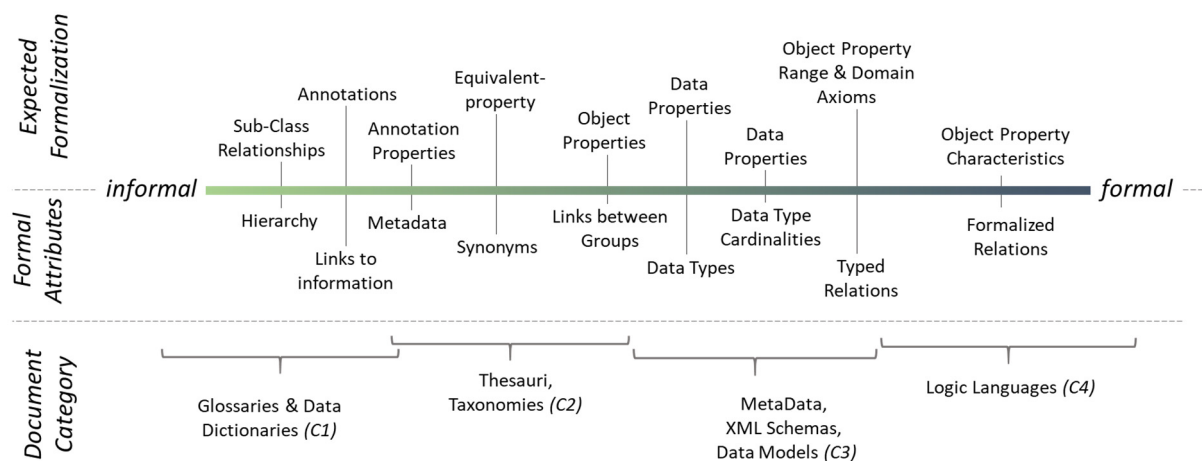 Expected
Formalization
Sub-Class
Relationships
Annotations
Annotation
Properties
Equivalent-
property
Object
Properties
Data
Properties
Data
Properties
Object Property
Range & Domain
Axioms
Object Property
Characteristics
informal
formal
Formal
Attributes
Hierarchy
Links to
information
Metadata
Synonyms
Links between
Groups
Data Types
Data Type
Cardinalities
Typed
Relations
Formalized
Relations
Document
Category
Glossaries & Data
Dictionaries (C1)
Thesauri,
Taxonomies (C2)
MetaData,
XML Schemas,
Data Models (C3)
Logic Languages (C4)